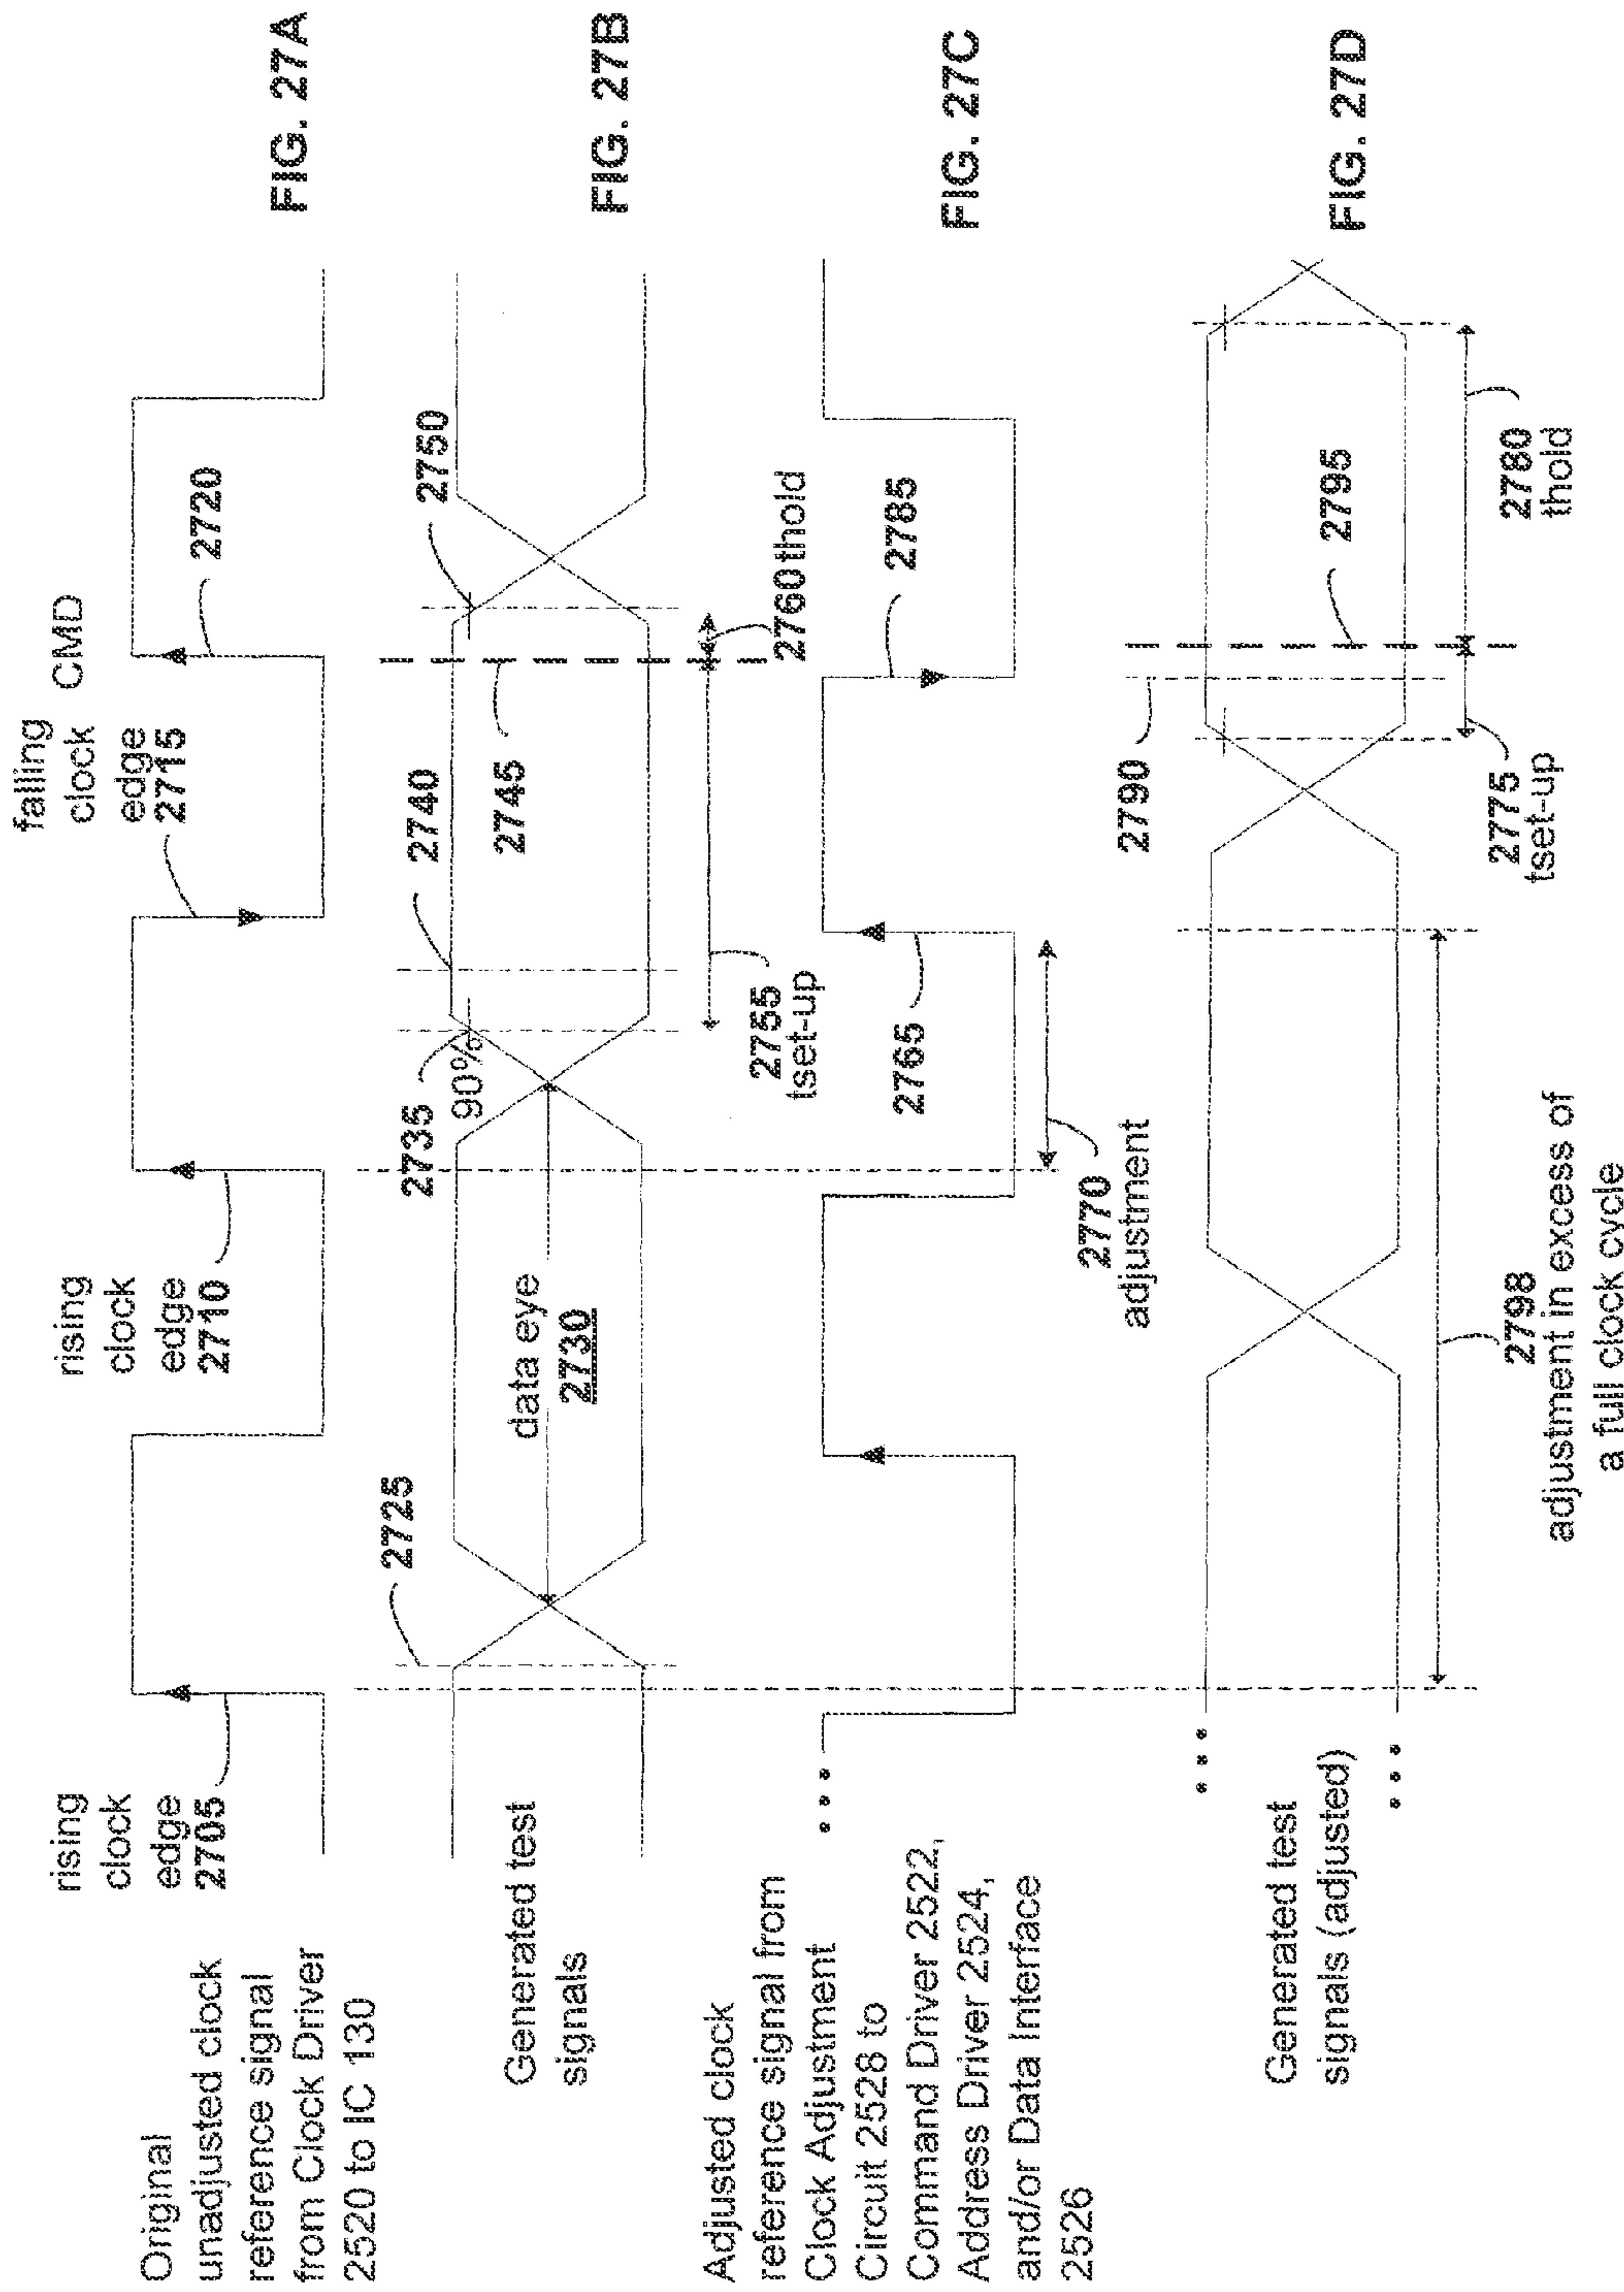 Original
unadjusted clock
reference signal
from Clock Driver
2520 to IC 130
rising
clock
edge
2705
rising
clock
edge
2710
falling
clock
edge
2715
CMD
2720
FIG. 27A
Generated test
signals
2725
data eye
2730
2735
90%
2740
2745
2750
2755
tset-up
2760 thold
FIG. 27B
Adjusted clock
reference signal from
Clock Adjustment
Circuit 2528 to
Command Driver 2522,
Address Driver 2524,
and/or Data Interface
2526
2765
2770
adjustment
2785
FIG. 27C
Generated test
signals (adjusted)
2790
2795
2775
tset-up
2780
thold
2798
adjustment in excess of
a full clock cycle
FIG. 27D